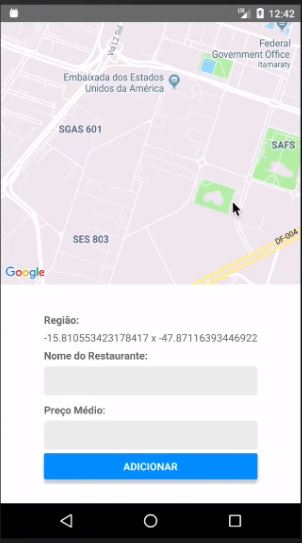 12:42
Via L2 Sul
Federal
Government Office
Itamaraty
Embaixada dos Estados
Unidos da América
SGAS 601
SAFS
SES 803
DF-004
Google
Região:
-15.810553423178417 x -47.87116393446922
Nome do Restaurante:
Preço Médio:
ADICIONAR